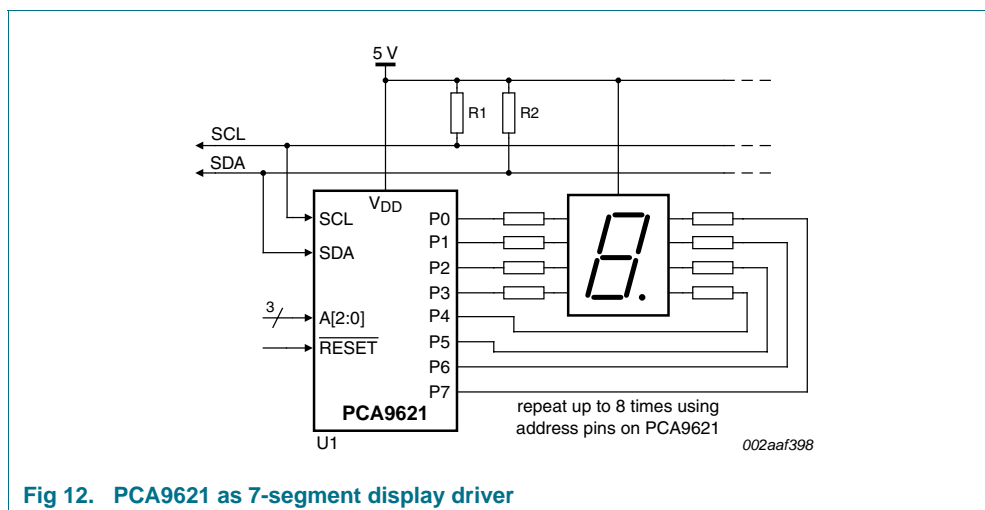 5 V
R1
R2
SCL
SDA
VDD
SCL
SDA
3
A[2:0]
RESET
P0
P1
P2
P3
P4
P5
P6
P7
PCA9621
U1
repeat up to 8 times using
address pins on PCA9621
002aaf398
Fig 12. PCA9621 as 7-segment display driver